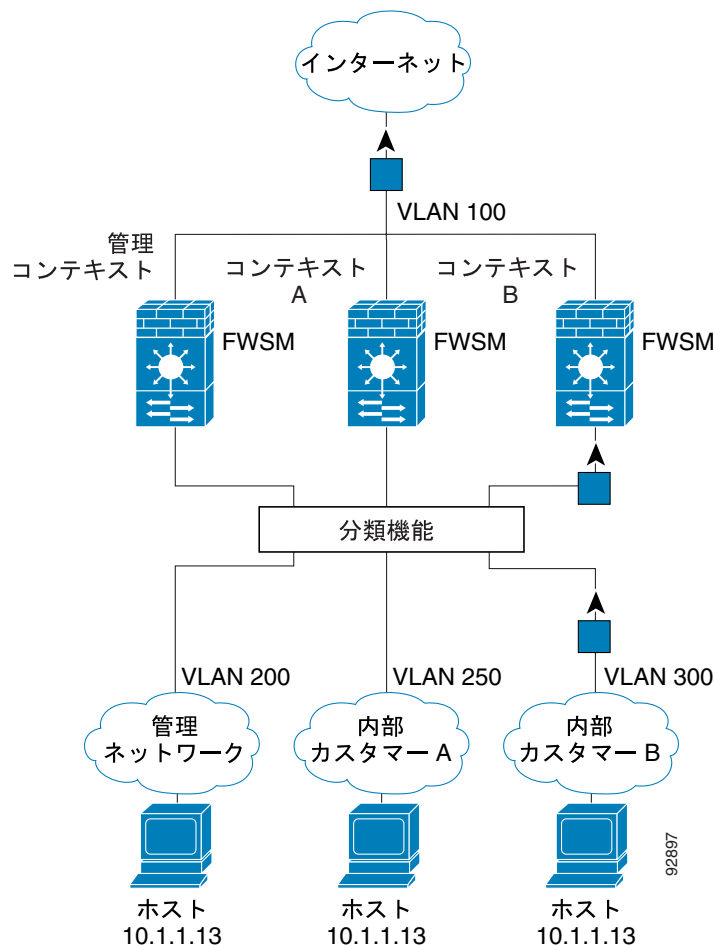 インターネット
VLAN 100
管理
コンテキスト
コンテキスト
A
コンテキスト
B
FWSM
FWSM
FWSM
分類機能
VLAN 200
VLAN 250
VLAN 300
管理
ネットワーク
内部
カスタマー A
内部
カスタマー B
92897
ホスト
10.1.1.13
ホスト
10.1.1.13
ホスト
10.1.1.13